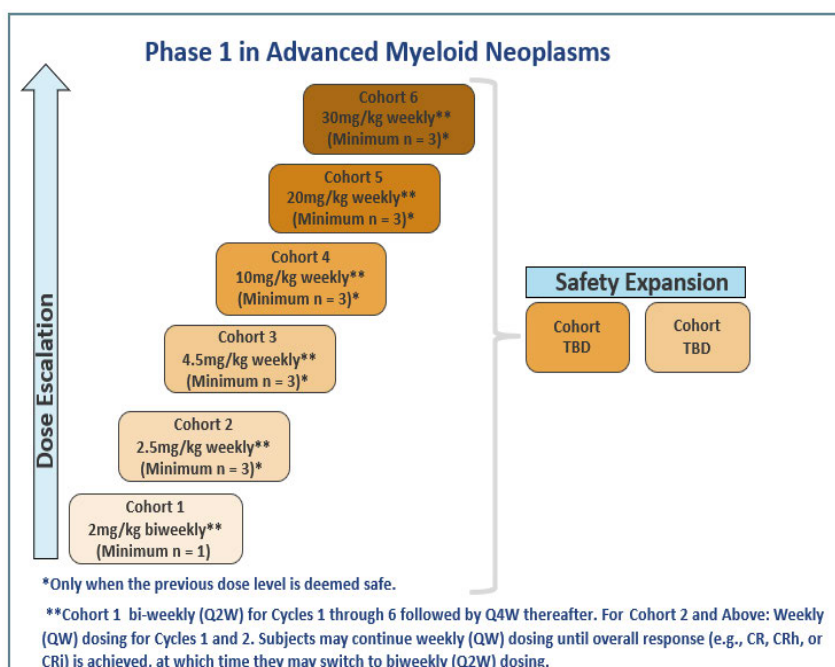 Phase 1 in Advanced Myeloid Neoplasms
Dose Escalation
Cohort 6
30mg/kg weekly**
(Minimum n = 3)*
Cohort 5
20mg/kg weekly**
(Minimum n = 3)*
Cohort 4
10mg/kg weekly**
(Minimum n = 3)*
Cohort 3
4.5mg/kg weekly**
(Minimum n = 3)*
Cohort 2
2.5mg/kg weekly**
(Minimum n = 3)*
Cohort 1
2mg/kg biweekly**
(Minimum n = 1)
Safety Expansion
Cohort
TBD
Cohort
TBD
*Only when the previous dose level is deemed safe.
**Cohort 1 bi-weekly (Q2W) for Cycles 1 through 6 followed by Q4W thereafter. For Cohort 2 and Above: Weekly
(QW) dosing for Cycles 1 and 2. Subjects may continue weekly (QW) dosing until overall response (e.g., CR, CRh, or
CRi) is achieved, at which time they may switch to biweekly (Q2W) dosing.